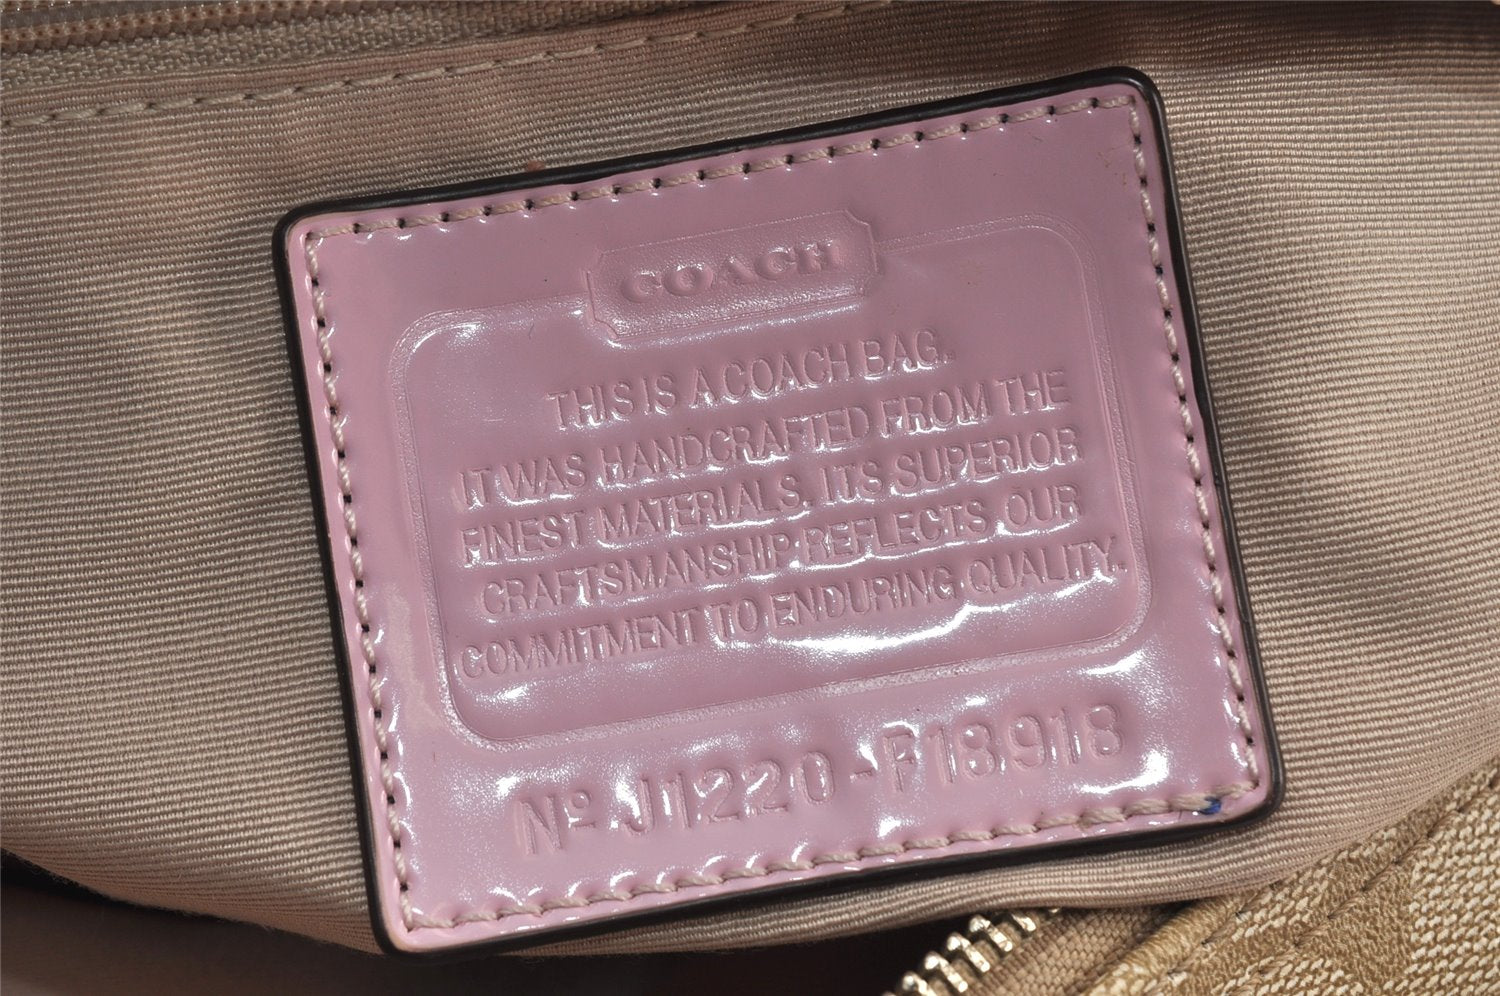 COACH
THIS IS A COACH BAG.
IT WAS HANDCRAFTED FROM THE
FINEST MATERIALS. ITS SUPERIOR
CRAFTSMANSHIP REFLECTS OUR
COMMITMENT TO ENDURING QUALITY.
Nº J1220-F18918